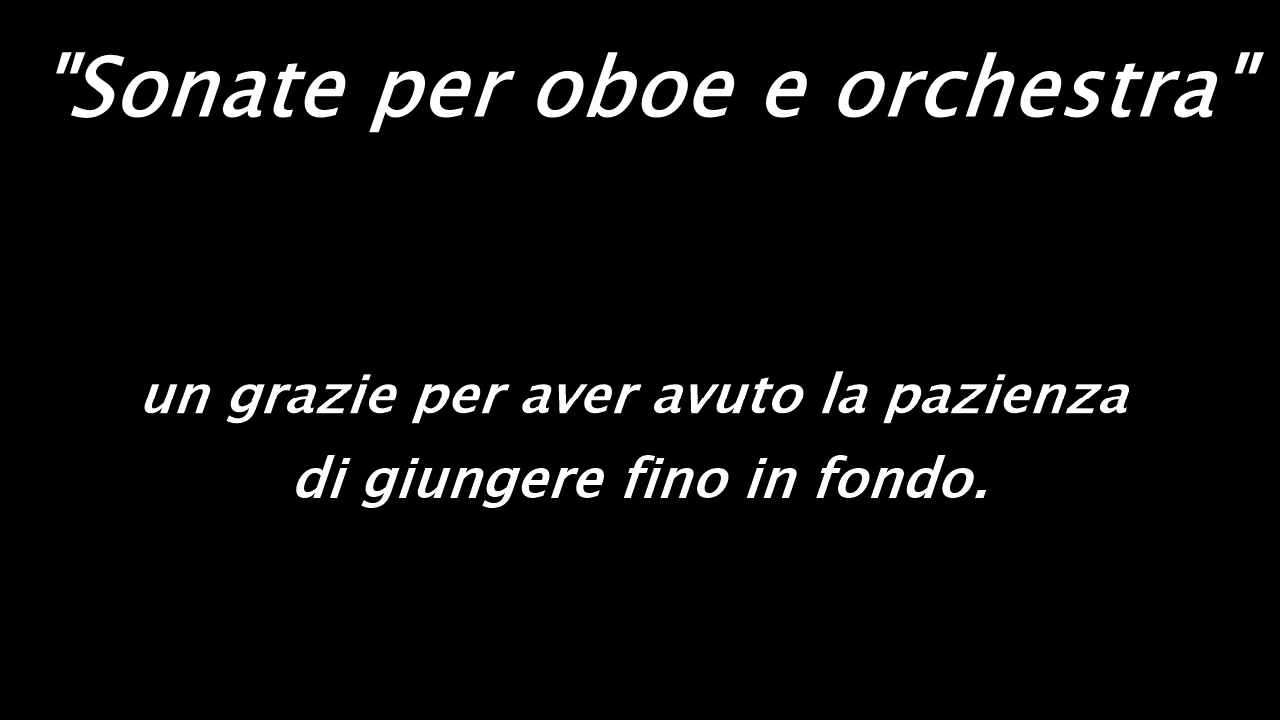 "Sonate per oboe e orchestra"
un grazie per aver avuto la pazienza
di giungere fino in fondo.